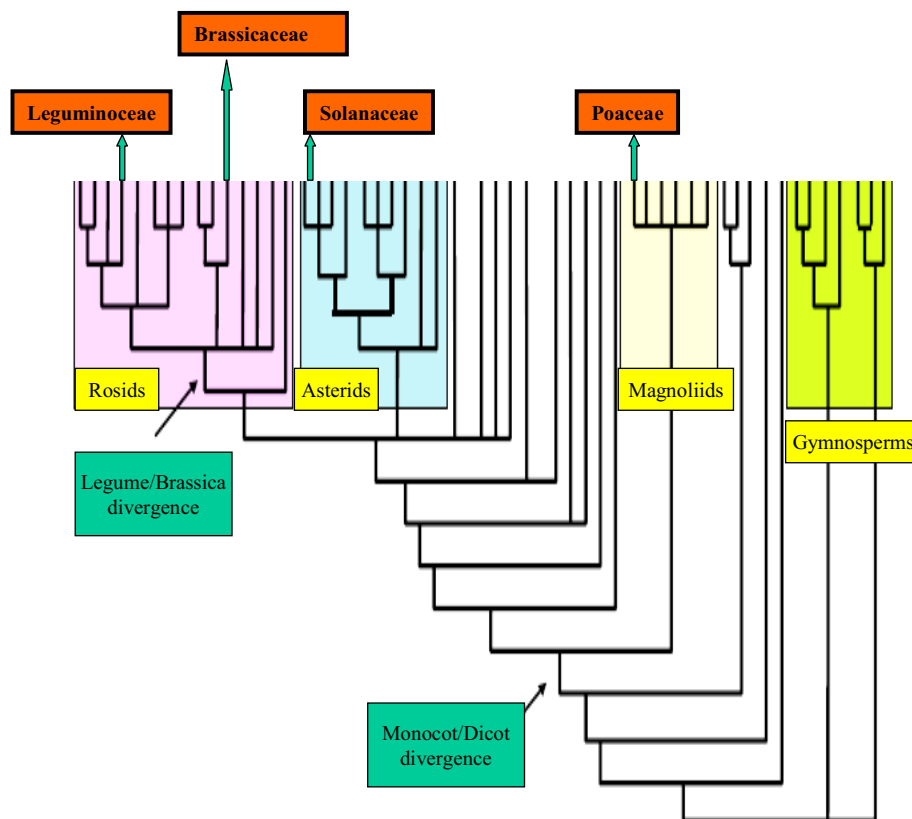 Brassicaceae
Leguminoceae
Solanaceae
Poaceae
Rosids
Asterids
Magnoliids
Gymnosperms
Legume/Brassica
divergence
Monocot/Dicot
divergence